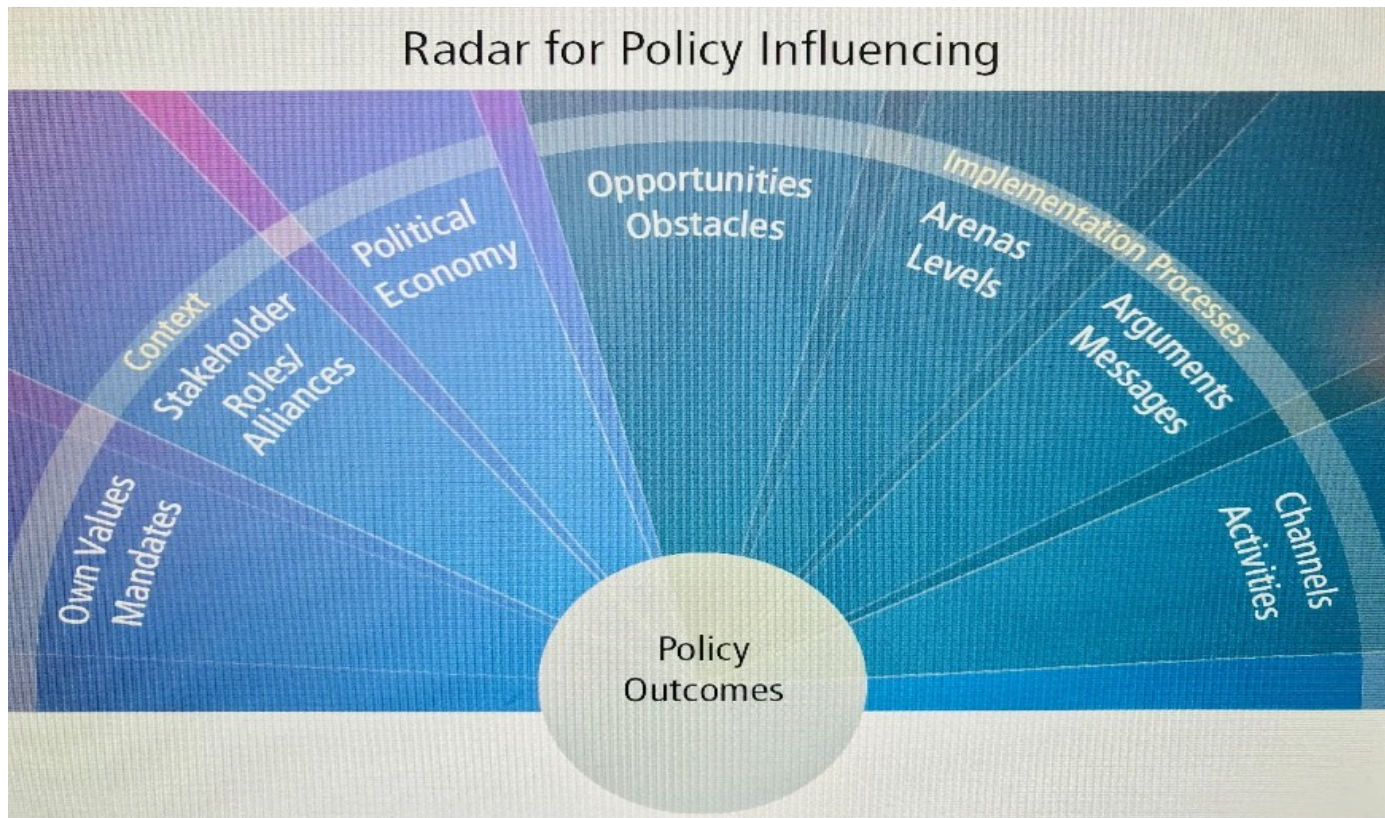 Radar for Policy Influencing
Context
Implementation Processes
Own Values
Mandates
Stakeholder
Roles/
Alliances
Political
Economy
Opportunities
Obstacles
Arenas
Levels
Arguments
Messages
Channels
Activities
Policy
Outcomes